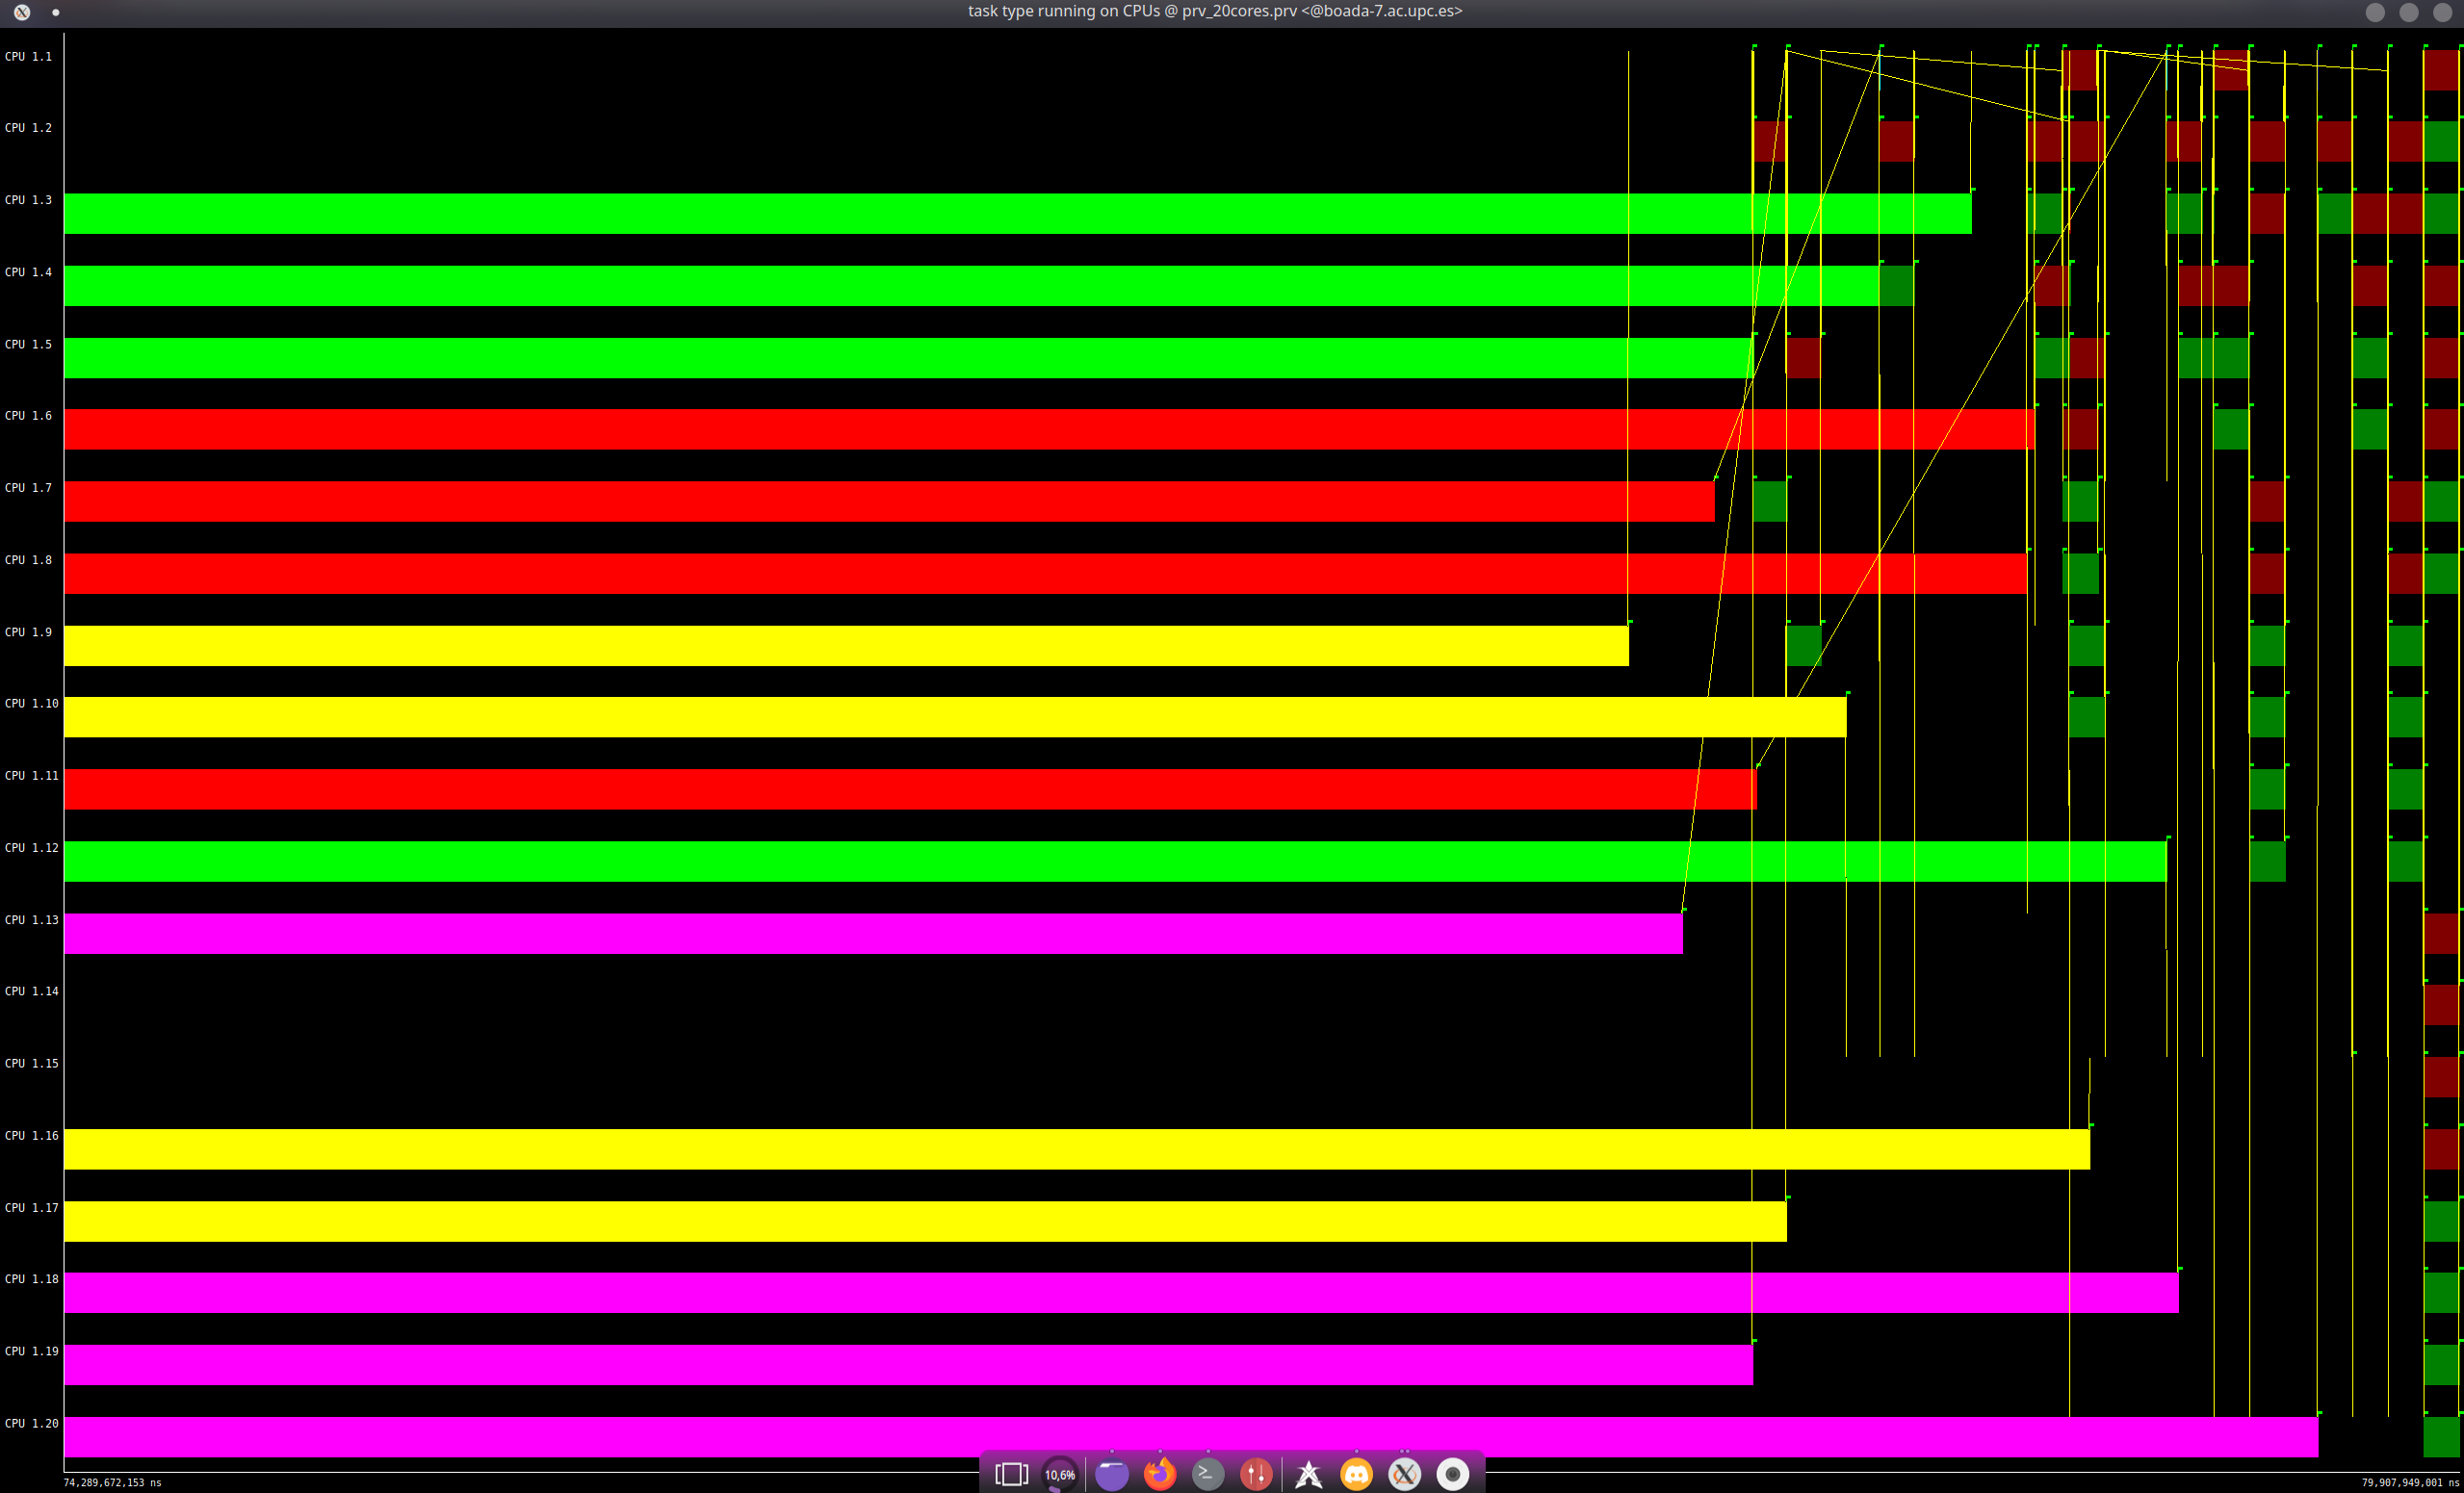 task type running on CPUs @ prv_20cores.prv <@boada-7.ac.upc.es>
CPU 1.1
CPU 1.2
CPU 1.3
CPU 1.4
CPU 1.5
CPU 1.6
CPU 1.7
CPU 1.8
CPU 1.9
CPU 1.10
CPU 1.11
CPU 1.12
CPU 1.13
CPU 1.14
CPU 1.15
CPU 1.16
CPU 1.17
CPU 1.18
CPU 1.19
CPU 1.20
10,6%
74,289,672,153 ns
79,907,949,001 ns